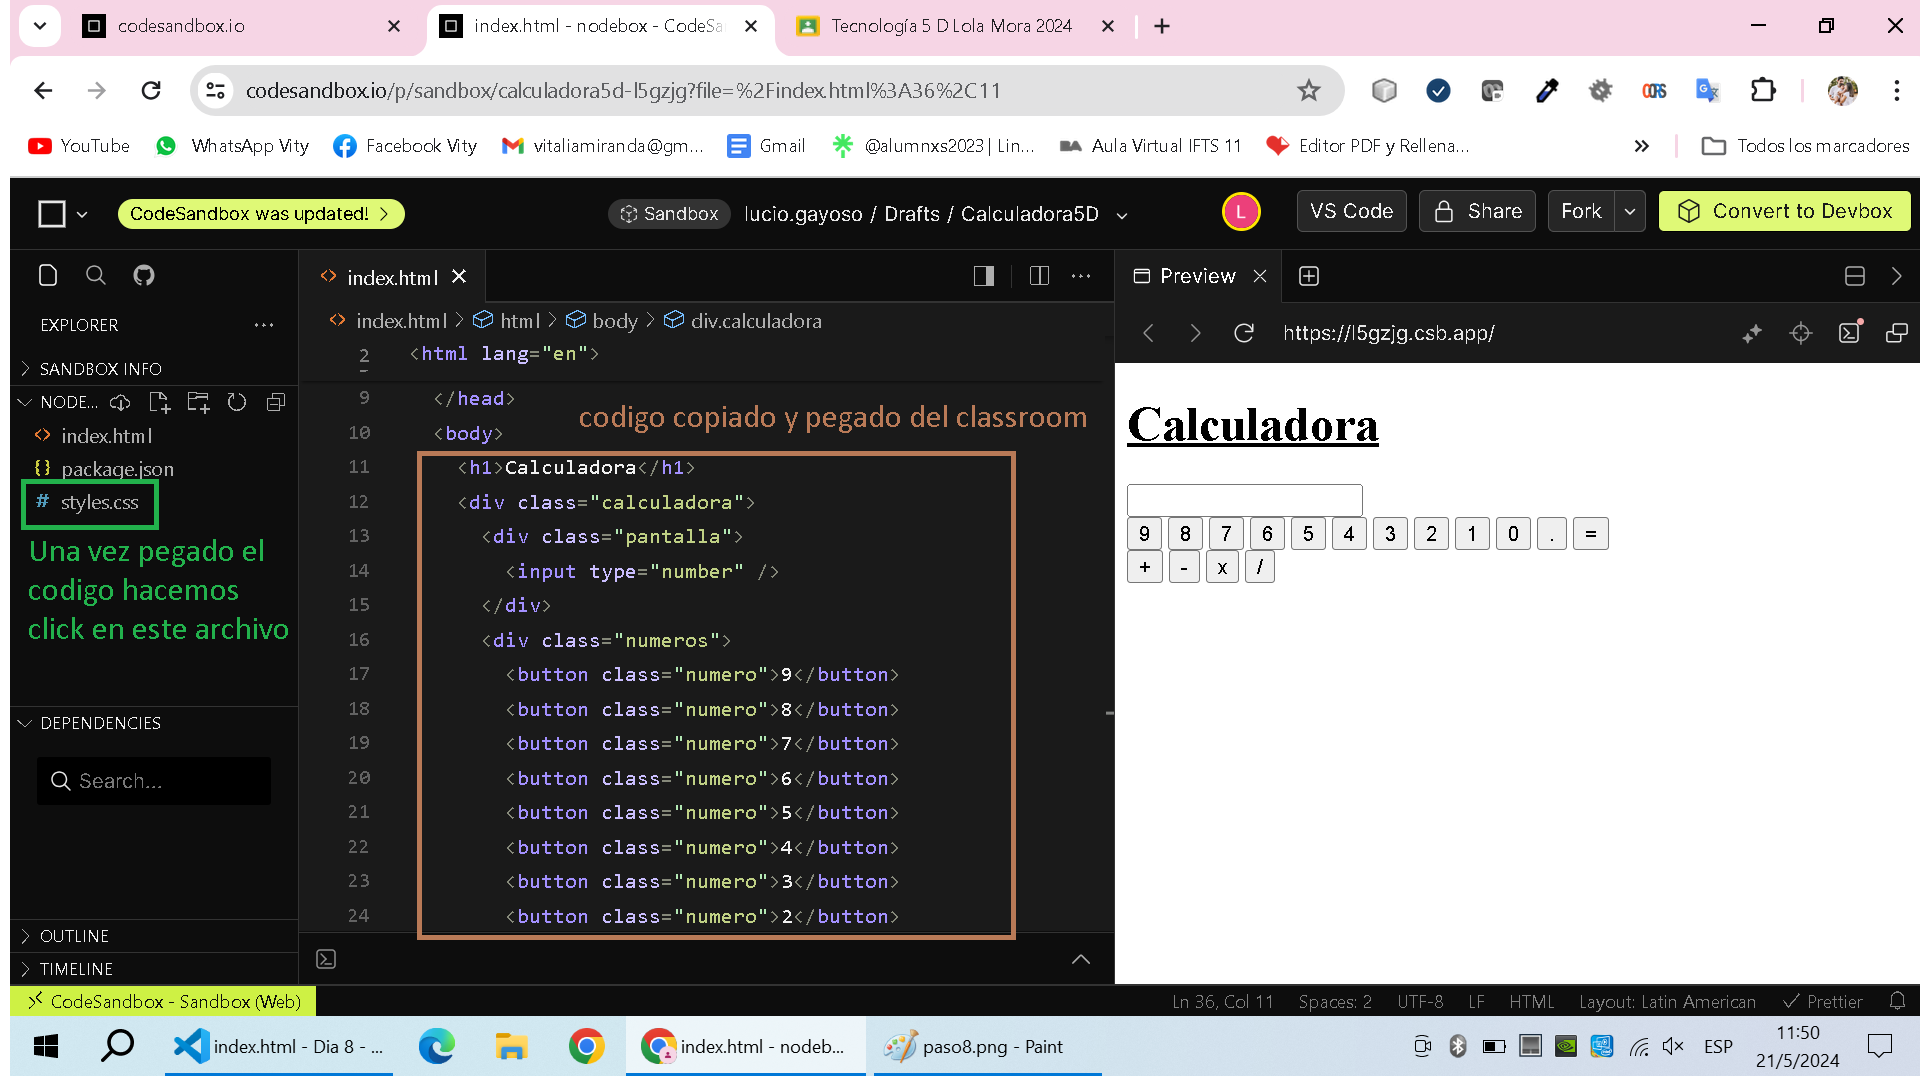 codesandbox.io
index.html - nodebox - CodeSa
Tecnología 5 D Lola Mora 2024
codesandbox.io/p/sandbox/calculadora5d-l5gzjg?file=%2Findex.html%3A36%2C11
YouTube
WhatsApp Vity
Facebook Vity
vitaliamiranda@gm...
Gmail
@alumnxs2023 | Lin...
Aula Virtual IFTS 11
Editor PDF y Rellena...
Todos los marcadores
CodeSandbox was updated!
Sandbox
lucio.gayoso / Drafts / Calculadora5D
L
VS Code
Share
Fork
Convert to Devbox
EXPLORER
SANDBOX INFO
NODE...
index.html
package.json
styles.css
Una vez pegado el
codigo hacemos
click en este archivo
DEPENDENCIES
Search...
OUTLINE
TIMELINE
index.html
index.html > html > body > div.calculadora
2 <html lang="en">
9 </head>
codigo copiado y pegado del classroom
10 <body>
11 <h1>Calculadora</h1>
12 <div class="calculadora">
13 <div class="pantalla">
14 <input type="number" />
15 </div>
16 <div class="numeros">
17 <button class="numero">9</button>
18 <button class="numero">8</button>
19 <button class="numero">7</button>
20 <button class="numero">6</button>
21 <button class="numero">5</button>
22 <button class="numero">4</button>
23 <button class="numero">3</button>
24 <button class="numero">2</button>
Preview
https://l5gzjg.csb.app/
Calculadora
9 8 7 6 5 4 3 2 1 0 . =
+ - x /
CodeSandbox - Sandbox (Web)
Ln 36, Col 11
Spaces: 2
UTF-8
LF
HTML
Layout: Latin American
Prettier
index.html - Dia 8 - ...
index.html - nodeb...
paso8.png - Paint
ESP
11:50
21/5/2024